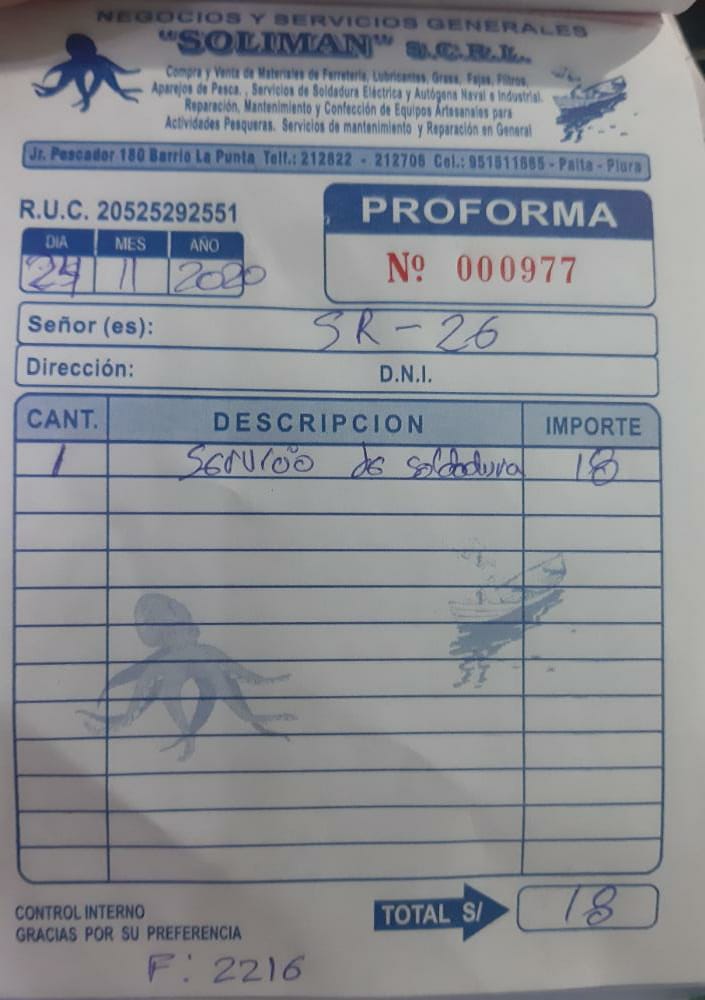 NEGOCIOS Y SERVICIOS GENERALES
"SOLIMAN" S.C.R.L.
Compra y Venta de Materiales de Ferretería, Lubricantes, Grasa, Fajas, Filtros,
Aparejos de Pesca. , Servicios de Soldadura Eléctrica y Autógena Naval e Industrial.
Reparación, Mantenimiento y Confección de Equipos Artesanales para
Actividades Pesqueras. Servicios de mantenimiento y Reparación en General
Jr. Pescador 180 Barrio La Punta Telf.: 212822 - 212706 Cel.: 951811665 - Paita - Piura
R.U.C. 20525292551
PROFORMA
DIA MES AÑO
Nº 000977
11 2020
Señor (es): SR - 26
Dirección: D.N.I.
CANT. DESCRIPCION IMPORTE
1 Servicio de soldadura 18
CONTROL INTERNO
TOTAL S/ 18
GRACIAS POR SU PREFERENCIA
F: 2216